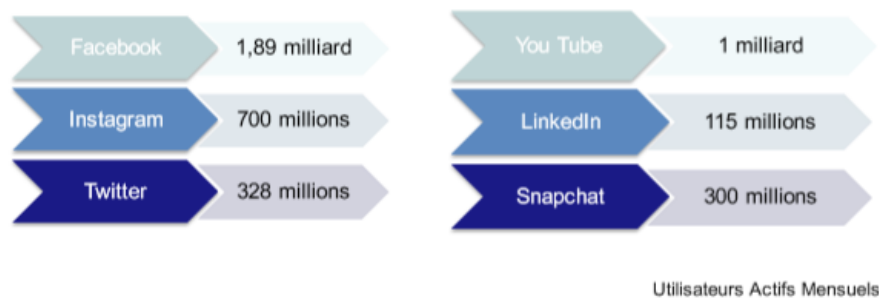 Facebook 1,89 milliard
Instagram 700 millions
Twitter 328 millions
You Tube 1 milliard
LinkedIn 115 millions
Snapchat 300 millions
Utilisateurs Actifs Mensuels